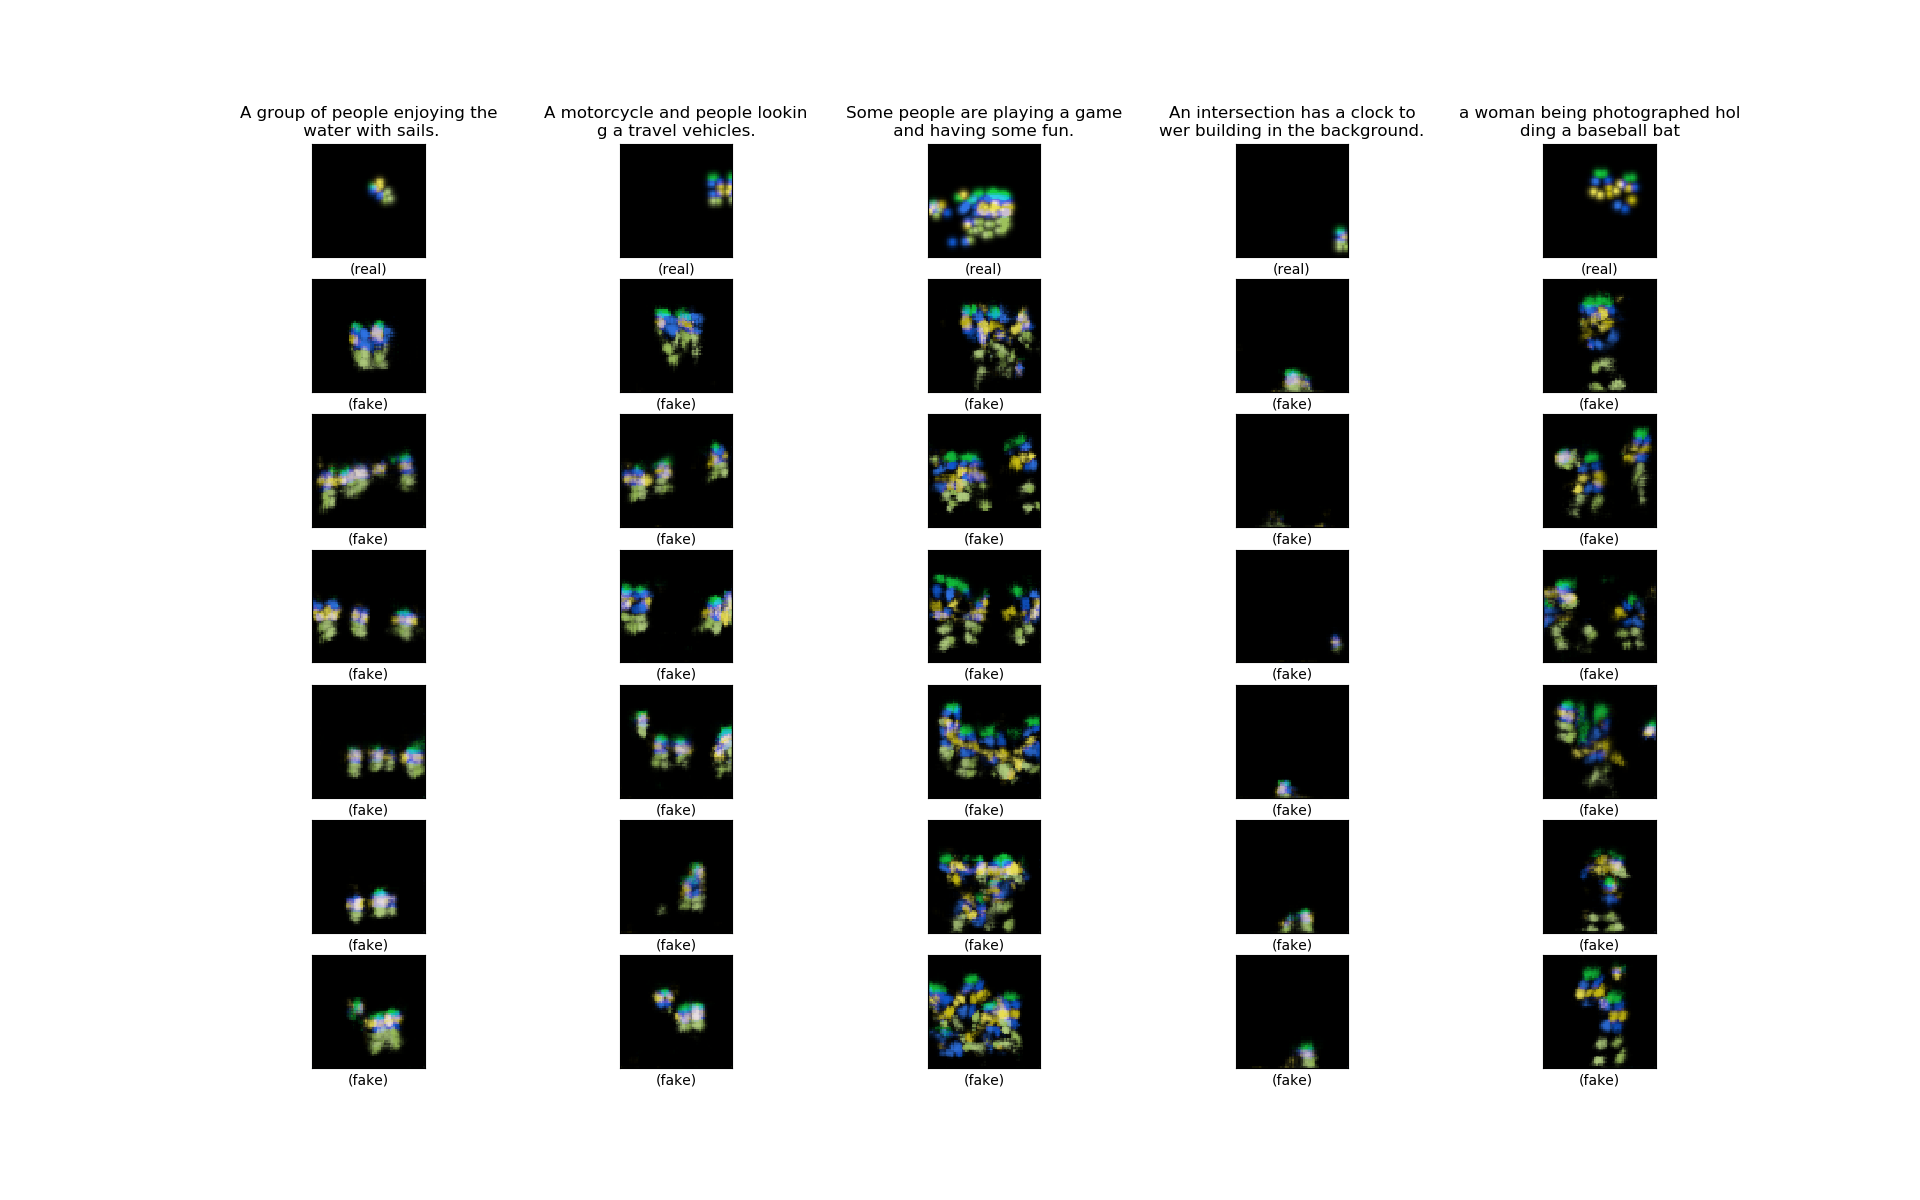 A group of people enjoying the
water with sails.
A motorcycle and people lookin
g a travel vehicles.
Some people are playing a game
and having some fun.
An intersection has a clock to
wer building in the background.
a woman being photographed hol
ding a baseball bat
(real) (real) (real) (real) (real)
(fake) (fake) (fake) (fake) (fake)
(fake) (fake) (fake) (fake) (fake)
(fake) (fake) (fake) (fake) (fake)
(fake) (fake) (fake) (fake) (fake)
(fake) (fake) (fake) (fake) (fake)
(fake) (fake) (fake) (fake) (fake)